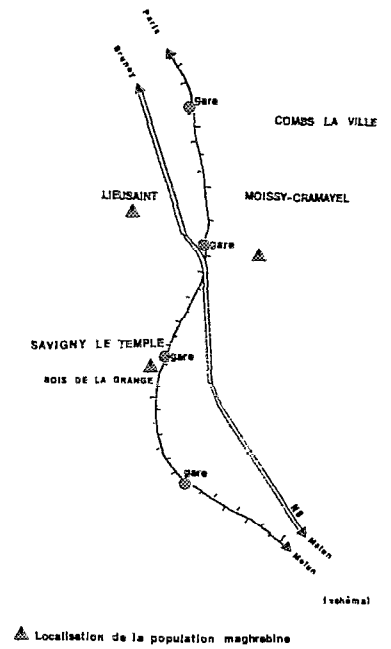 Paris
Brunoy
Gare
COMBS LA VILLE
LIEUSAINT
MOISSY-CRAMAYEL
gare
SAVIGNY LE TEMPLE
gare
BOIS DE LA GRANGE
gare
N6
Melun
Melun
(schéma)
Localisation de la population maghrebine